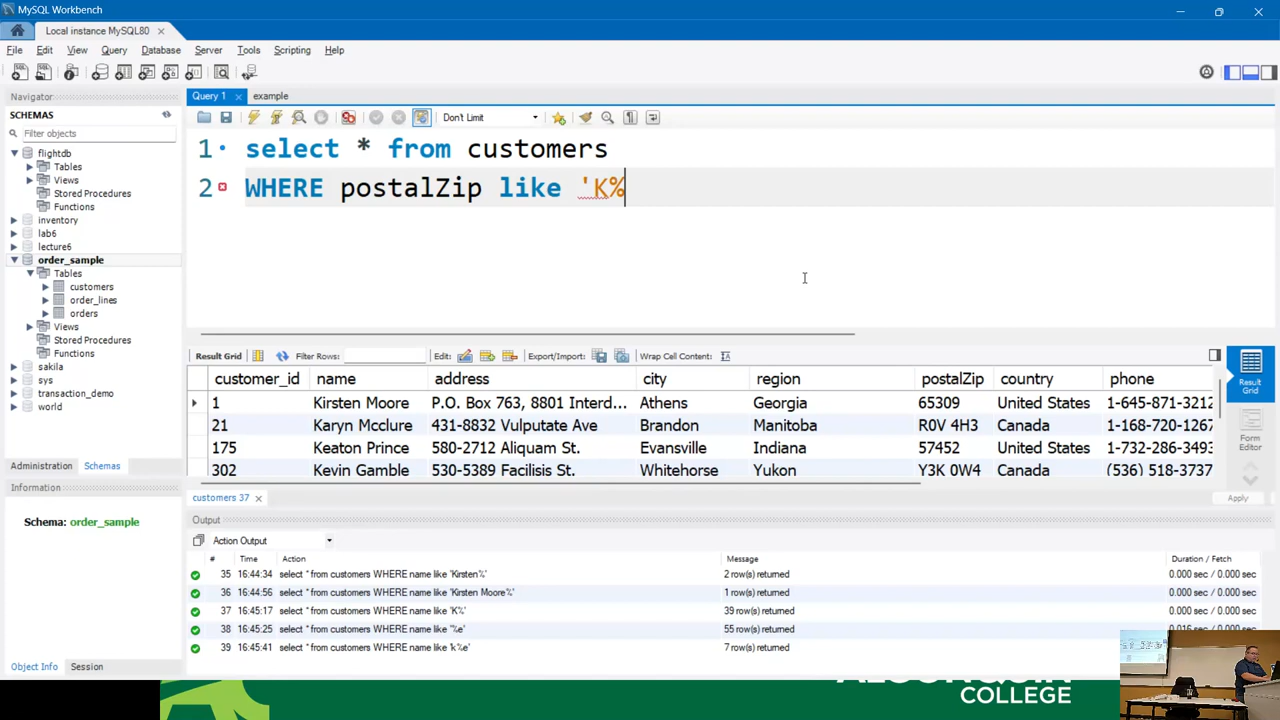 MySQL Workbench
Local instance MySQL80
File Edit View Query Database Server Tools Scripting Help
Navigator
SCHEMAS
Filter objects
flightdb
Tables
Views
Stored Procedures
Functions
inventory
lab6
lecture6
order_sample
Tables
customers
order_lines
orders
Views
Stored Procedures
Functions
sakila
sys
transaction_demo
world
Administration Schemas
Information
Schema: order_sample
Object Info Session
Query 1 example
Don't Limit
1 select * from customers
2 WHERE postalZip like 'K%
Result Grid Filter Rows: Edit: Export/Import: Wrap Cell Content:
customer_id name address city region postalZip country phone
1 Kirsten Moore P.O. Box 763, 8881 Interd... Athens Georgia 65309 United States 1-645-871-3212
21 Karyn Mcclure 431-8832 Vulputate Ave Brandon Manitoba R0V 4H3 Canada 1-168-720-1267
175 Keaton Prince 580-2712 Aliquam St. Evansville Indiana 57452 United States 1-732-286-3493
302 Kevin Gamble 530-5389 Facilisis St. Whitehorse Yukon Y3K 0W4 Canada (536) 518-3737
Result Grid
Form Editor
customers 37
Apply
Output
Action Output
# Time Action Message Duration / Fetch
35 16:44:34 select * from customers WHERE name like 'Kirsten%' 2 row(s) returned 0.000 sec / 0.000 sec
36 16:44:56 select * from customers WHERE name like 'Kirsten Moore%' 1 row(s) returned 0.000 sec / 0.000 sec
37 16:45:17 select * from customers WHERE name like 'K%' 39 row(s) returned 0.000 sec / 0.000 sec
38 16:45:25 select * from customers WHERE name like '%e' 55 row(s) returned 0.016 sec / 0.000 sec
39 16:45:41 select * from customers WHERE name like 'k%e' 7 row(s) returned 0.000 sec / 0.000 sec
COLLEGE